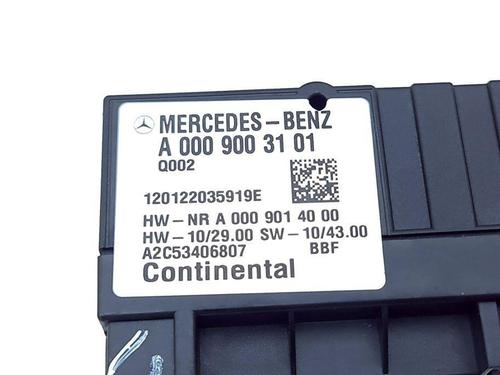 MERCEDES-BENZ
A 000 900 31 01
Q002
120122035919E
HW-NR A 000 901 40 00
HW-10/29.00 SW-10/43.00
A2C53406807 BBF
Continental